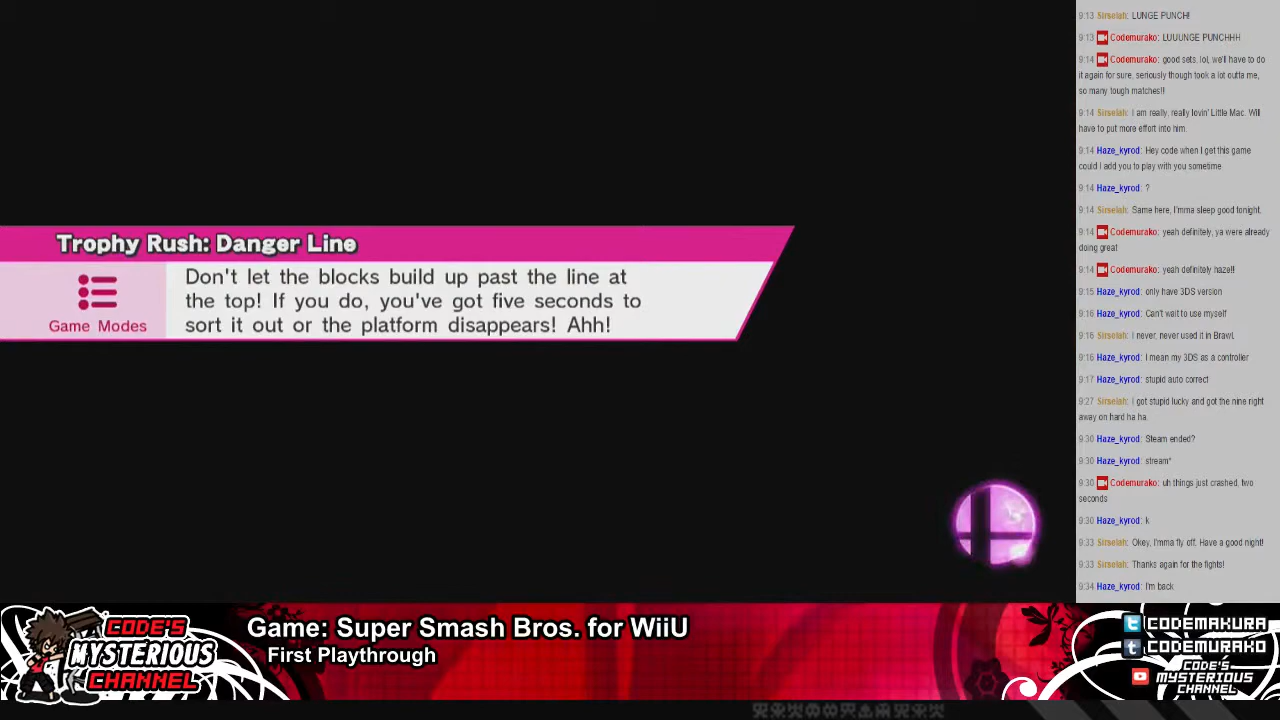 Trophy Rush: Danger Line
Game Modes
Don't let the blocks build up past the line at
the top! If you do, you've got five seconds to
sort it out or the platform disappears! Ahh!
9:13 Sirselah: LUNGE PUNCH!
9:13 Codemurako: LUUUNGE PUNCHHH
9:14 Codemurako: good sets. lol, we'll have to do
it again for sure, seriously though took a lot outta me,
so many tough matches!!
9:14 Sirselah: I am really, really lovin' Little Mac. Will
have to put more effort into him.
9:14 Haze_kyrod: Hey code when I get this game
could I add you to play with you sometime
9:14 Haze_kyrod: ?
9:14 Sirselah: Same here, I'mma sleep good tonight.
9:14 Codemurako: yeah definitely, ya were already
doing great
9:14 Codemurako: yeah definitely haze!!
9:15 Haze_kyrod: only have 3DS version
9:16 Haze_kyrod: Can't wait to use myself
9:16 Sirselah: I never, never used it in Brawl.
9:16 Haze_kyrod: I mean my 3DS as a controller
9:17 Haze_kyrod: stupid auto correct
9:27 Sirselah: I got stupid lucky and got the nine right
away on hard ha ha.
9:30 Haze_kyrod: Steam ended?
9:30 Haze_kyrod: stream*
9:30 Codemurako: uh things just crashed, two
seconds
9:30 Haze_kyrod: k
9:33 Sirselah: Okey, I'mma fly off. Have a good night!
9:33 Sirselah: Thanks again for the fights!
9:34 Haze_kyrod: I'm back
CODE'S
MYSTERIOUS
CHANNEL
Game: Super Smash Bros. for WiiU
First Playthrough
CODEMAKURA
CODEMURAKO
CODE'S
MYSTERIOUS
CHANNEL